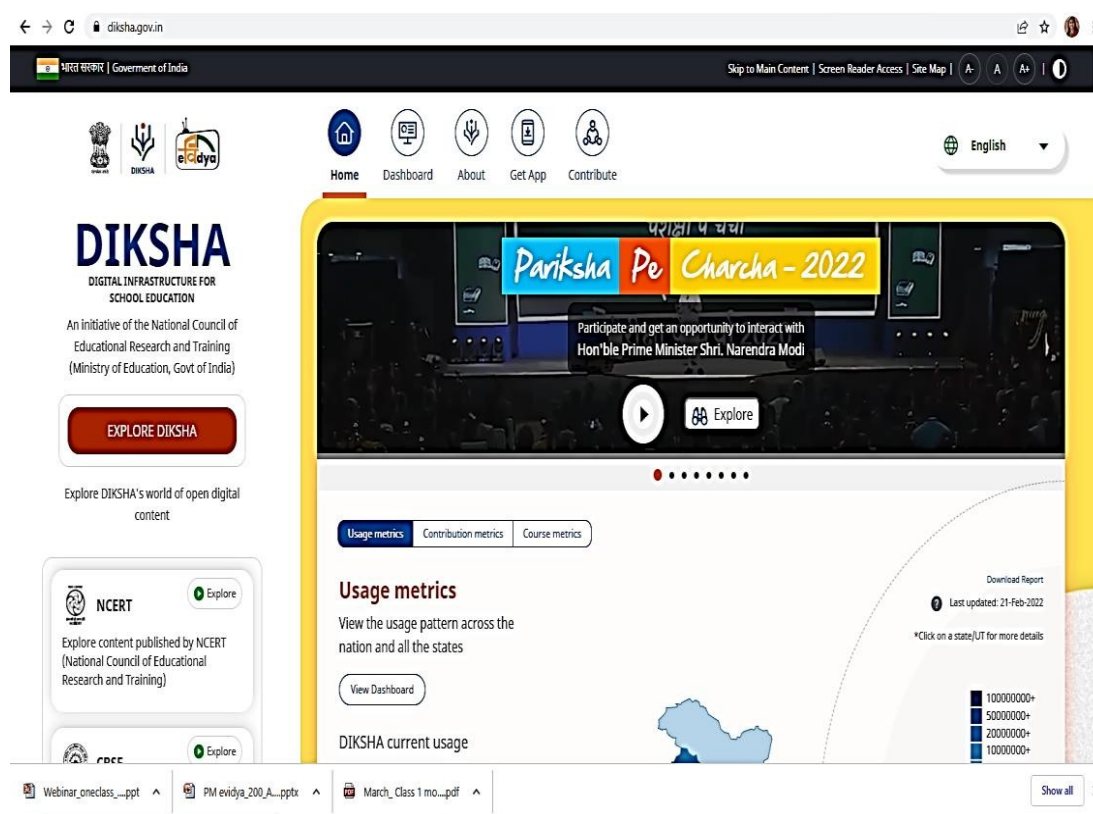 diksha.gov.in
भारत सरकार | Goverment of India
Skip to Main Content | Screen Reader Access | Site Map | A- A A+ |
DIKSHA
Home
Dashboard
About
Get App
Contribute
English
DIKSHA
DIGITAL INFRASTRUCTURE FOR
SCHOOL EDUCATION
An initiative of the National Council of
Educational Research and Training
(Ministry of Education, Govt of India)
EXPLORE DIKSHA
Explore DIKSHA's world of open digital
content
NCERT
Explore
Explore content published by NCERT
(National Council of Educational
Research and Training)
CBSE
Explore
Pariksha Pe Charcha - 2022
Participate and get an opportunity to interact with
Hon'ble Prime Minister Shri. Narendra Modi
Explore
Usage metrics
Contribution metrics
Course metrics
Usage metrics
View the usage pattern across the
nation and all the states
View Dashboard
DIKSHA current usage
Download Report
Last updated: 21-Feb-2022
*Click on a state/UT for more details
100000000+
50000000+
20000000+
10000000+
Webinar_oneclass_....ppt
PM evidya_200_A....pptx
March_ Class 1 mo....pdf
Show all